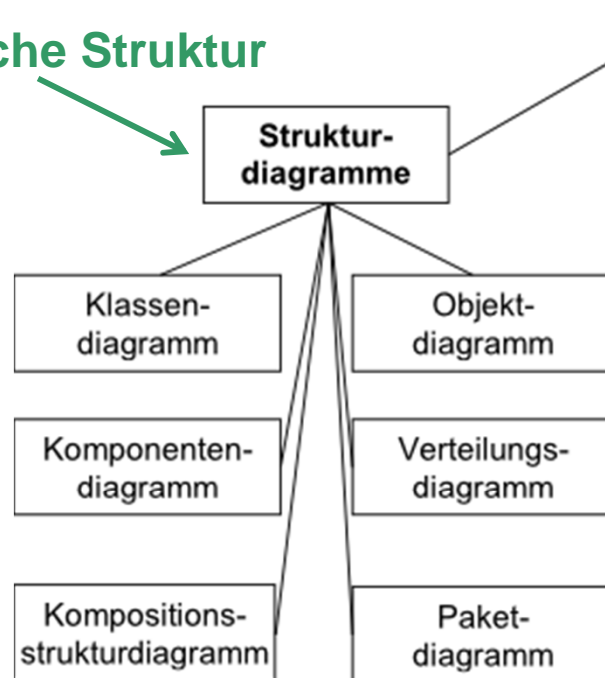 che Struktur
Struktur-
diagramme
Klassen-
diagramm
Objekt-
diagramm
Komponenten-
diagramm
Verteilungs-
diagramm
Kompositions-
strukturdiagramm
Paket-
diagramm